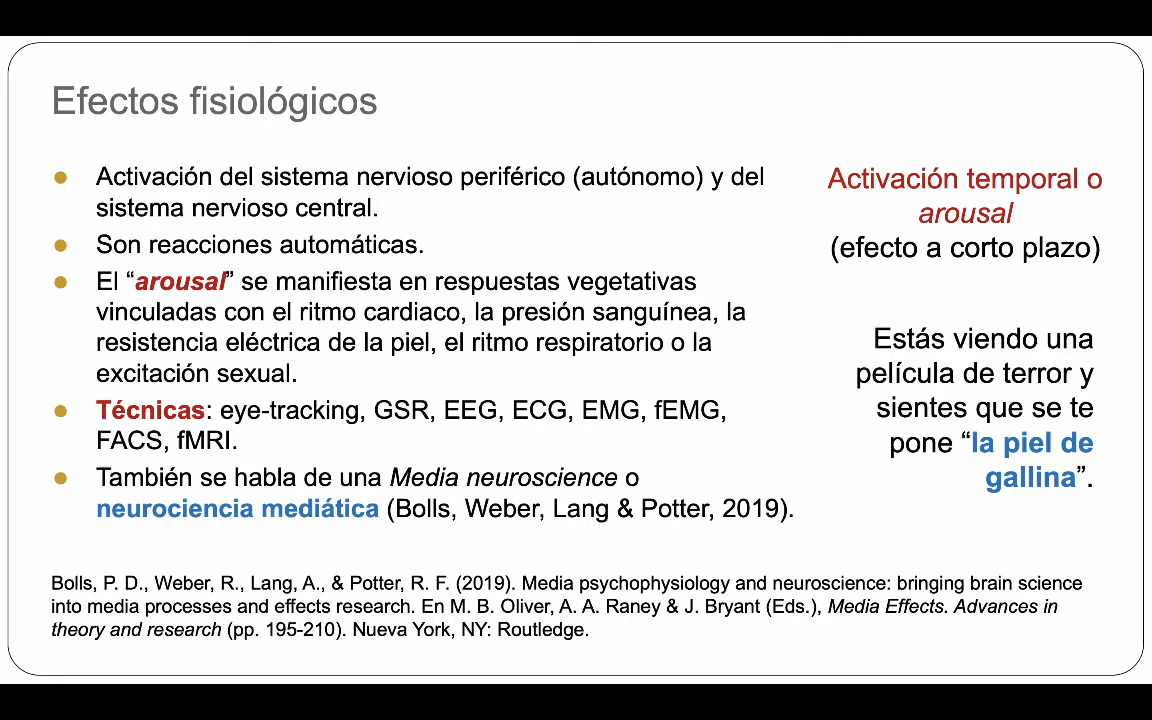 Efectos fisiológicos
● Activación del sistema nervioso periférico (autónomo) y del
sistema nervioso central.
● Son reacciones automáticas.
● El “arousal” se manifiesta en respuestas vegetativas
vinculadas con el ritmo cardiaco, la presión sanguínea, la
resistencia eléctrica de la piel, el ritmo respiratorio o la
excitación sexual.
● Técnicas: eye-tracking, GSR, EEG, ECG, EMG, fEMG,
FACS, fMRI.
● También se habla de una Media neuroscience o
neurociencia mediática (Bolls, Weber, Lang & Potter, 2019).
Activación temporal o
arousal
(efecto a corto plazo)
Estás viendo una
película de terror y
sientes que se te
pone “la piel de
gallina”.
Bolls, P. D., Weber, R., Lang, A., & Potter, R. F. (2019). Media psychophysiology and neuroscience: bringing brain science
into media processes and effects research. En M. B. Oliver, A. A. Raney & J. Bryant (Eds.), Media Effects. Advances in
theory and research (pp. 195-210). Nueva York, NY: Routledge.